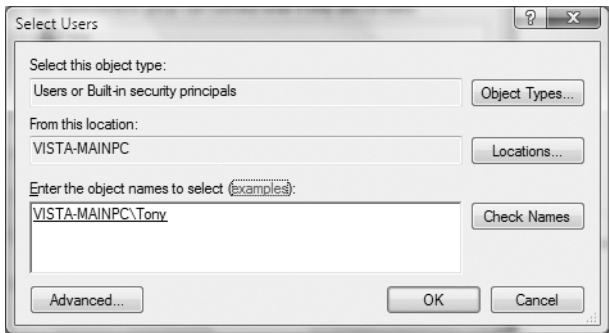 Select Users
Select this object type:
Users or Built-in security principals
Object Types...
From this location:
VISTA-MAINPC
Locations...
Enter the object names to select (examples):
VISTA-MAINPC\Tony
Check Names
Advanced...
OK
Cancel